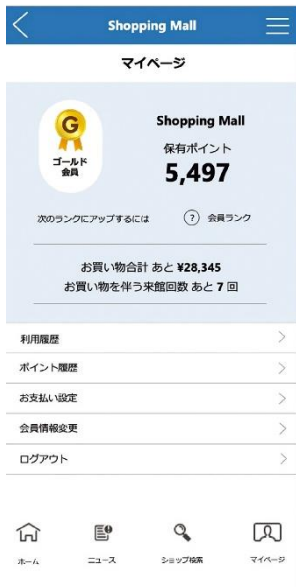 Shopping Mall
マイページ
G
ゴールド
会員
Shopping Mall
保有ポイント
5,497
次のランクにアップするには
? 会員ランク
お買い物合計 あと ¥28,345
お買い物を伴う来館回数 あと 7 回
利用履歴
ポイント履歴
お支払い設定
会員情報変更
ログアウト
ホーム
ニュース
ショップ検索
マイページ